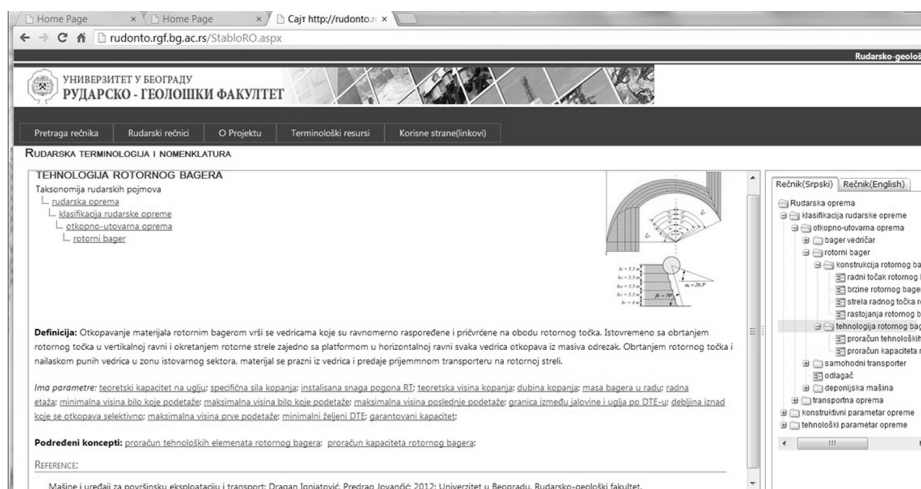 Home Page
Home Page
Сајт http://rudonto.r
rudonto.rgf.bg.ac.rs/StabloRO.aspx
УНИВЕРЗИТЕТ У БЕОГРАДУ
РУДАРСКО - ГЕОЛОШКИ ФАКУЛТЕТ
Rudarsko-geološ
Pretraga rečnika
Rudarski rečnici
O Projektu
Terminološki resursi
Korisne strane(linkovi)
RUDARSKA TERMINOLOGIJA I NOMENKLATURA
TEHNOLOGIJA ROTORNOG BAGERA
Taksonomija rudarskih pojmova
rudarska oprema
klasifikacija rudarske opreme
otkopno-utovarna oprema
rotorni bager
Definicija: Otkopavanje materijala rotornim bagerom vrši se vedricama koje su ravnomerno raspoređene i pričvrćene na obodu rotornog točka. Istovremeno sa obrtanjem
rotornog točka u vertikalnoj ravni i okretanjem rotorne strele zajedno sa platformom u horizontalnoj ravni svaka vedrica otkopava iz masiva odrezak. Obrtanjem rotornog točka i
nailaskom punih vedrica u zonu istovarnog sektora, materijal se prazni iz vedrica i predaje prijemmnom transporteru na rotornoj streli.
Ima parametre: teoretski kapacitet na uglju; specifična sila kopanja; instalisana snaga pogona RT; teoretska visina kopanja; dubina kopanja; masa bagera u radu; radna
etaža; minimalna visina bilo koje podetaže; maksimalna visina bilo koje podetaže; maksimalna visina poslednje podetaže; granica između jalovine i uglja po DTE-u; debljina iznad
koje se otkopava selektivno; maksimalna visina prve podetaže; minimalni željeni DTE; garantovani kapacitet;
Podređeni koncepti: proračun tehnoloških elemenata rotornog bagera; proračun kapaciteta rotornog bagera;
REFERENCE:
Mašine i uređaji za površinsku eksploataciju i transport; Dragan Ignjatović, Predrag Jovančić; 2012; Univerzitet u Beogradu, Rudarsko-geološki fakultet.
Rečnik(Srpski)
Rečnik(English)
Rudarska oprema
klasifikacija rudarske opreme
otkopno-utovarna oprema
bager vedričar
rotorni bager
konstrukcija rotornog ba
radni točak rotornog
brzine rotornog bage
strela radnog točka r
rastojanja rotornog b
tehnologija rotornog bag
proračun tehnoloških
proračun kapaciteta r
samohodni transporter
odlagač
deponijska mašina
transportna oprema
konstruktivni parametar opreme
tehnološki parametar opreme